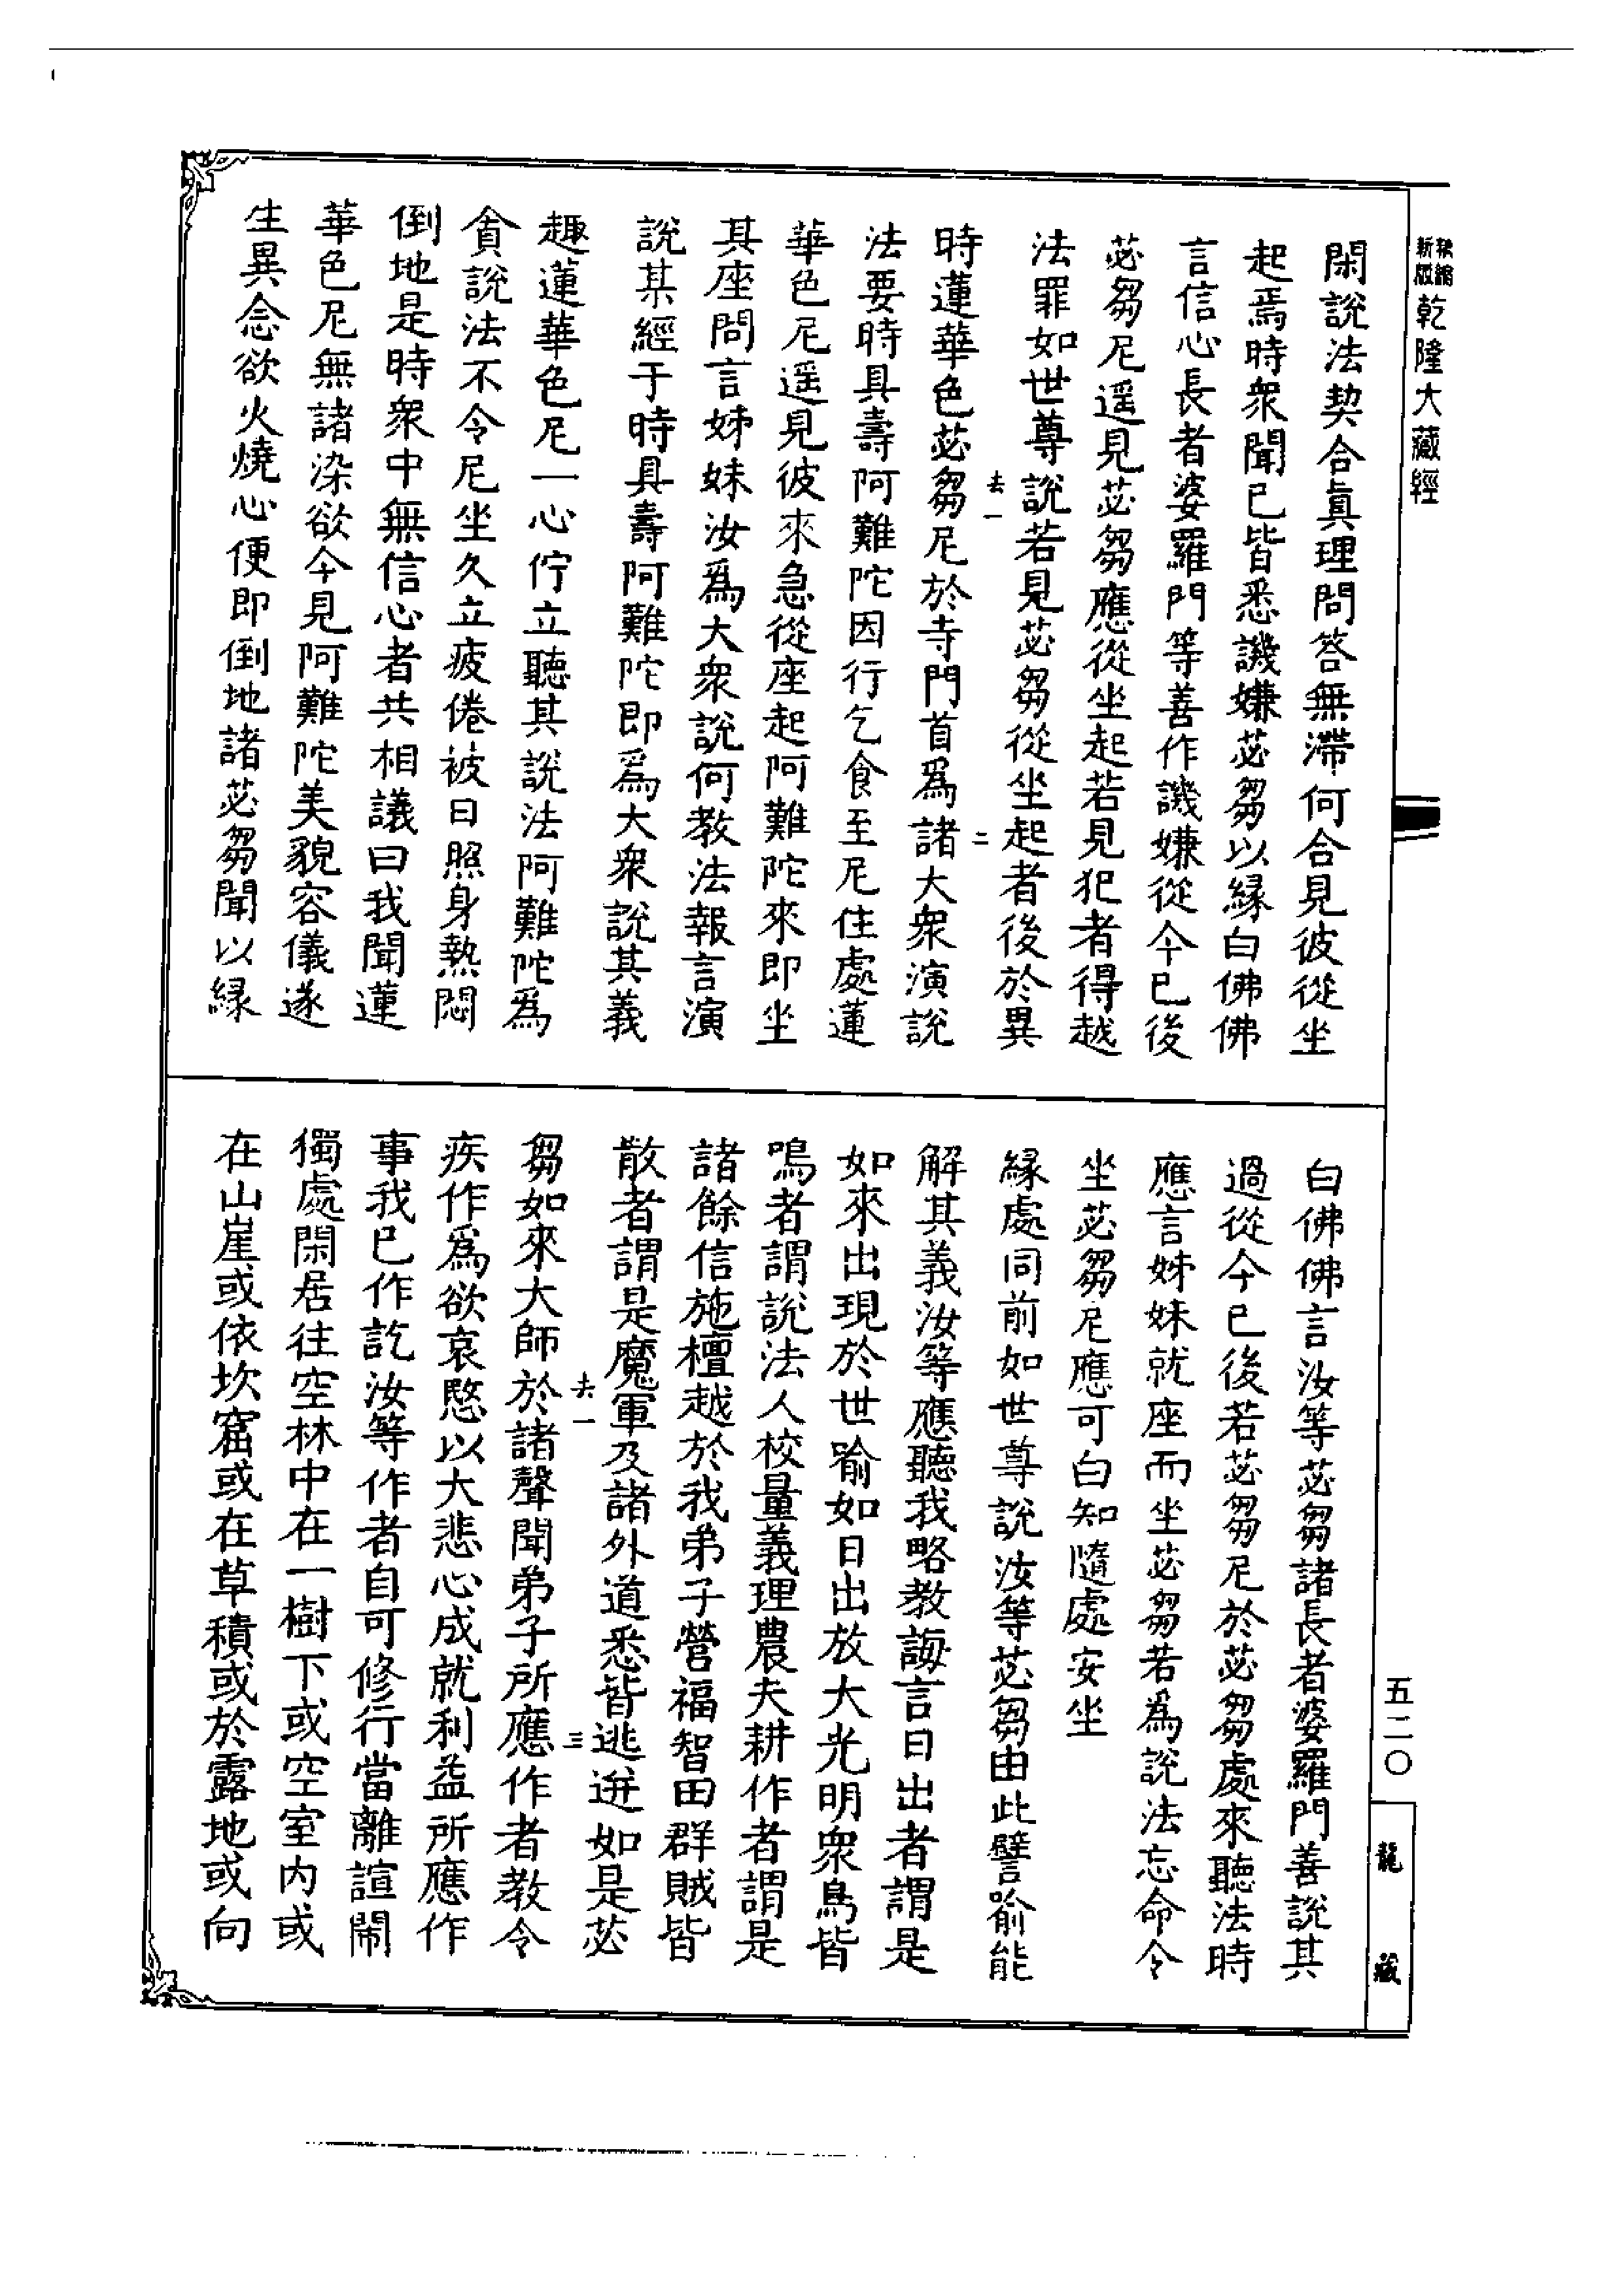 乾隆大藏經
閑說法契合眞理問答無滯何合見彼從坐
起焉時衆聞已皆悉譏嫌苾芻以縁白佛佛
言信心長者婆羅門等善作譏嫌從今已後
苾芻尼遥見苾芻應從坐起若見犯者得越
法罪如世尊說若見苾芻從坐起者後於異
去一
二
時蓮華色苾芻尼於寺門首爲諸大衆演說
法要時具壽阿難陀因行乞食至尼住處蓮
華色尼遥見彼來急從座起阿難陀來即坐
其座問言姊妹汝爲大衆說何教法報言演
說某經于時具壽阿難陀即爲大衆說其義
趣蓮華色尼一心佇立聽其說法阿難陀爲
貪說法不令尼坐久立疲倦被日照身熱悶
倒地是時衆中無信心者共相議曰我聞蓮
華色尼無諸染欲今見阿難陀美貌容儀遂
生異念欲火燒心便即倒地諸苾芻聞以縁
白佛佛言汝等苾芻諸長者婆羅門善說其
過從今已後若苾芻尼於苾芻處來聽法時
應言姊妹就座而坐苾芻若爲說法忘命令
坐苾芻尼應可白知隨處安坐
縁處同前如世尊說汝等苾芻由此譬喻能
解其義汝等應聽我略教誨言日出者謂是
如來出現於世喻如日出放大光明衆鳥皆
鳴者謂說法人校量義理農夫耕作者謂是
諸餘信施檀越於我弟子營福智田群賊皆
散者謂是魔軍及諸外道悉皆逃迸如是苾
去一
三
芻如來大師於諸聲聞弟子所應作者教令
疾作爲欲哀愍以大悲心成就利益所應作
事我已作訖汝等作者自可修行當離諠閙
獨處閑居往空林中在一樹下或空室内或
在山崖或依坎窟或在草積或於露地或向
五二〇
龍藏